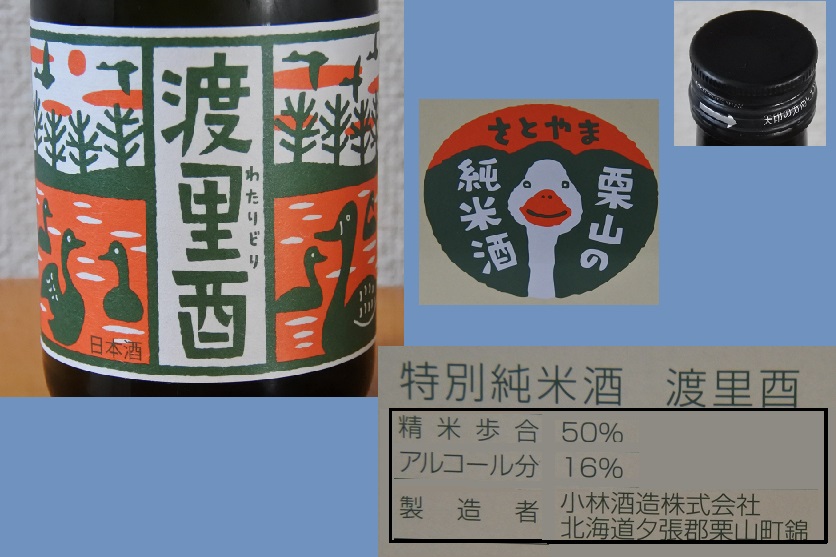 渡里酉
わたりどり
日本酒
さとやま
栗山の
純米酒
特別純米酒 渡里酉
精米歩合 50%
アルコール分 16%
製造者 小林酒造株式会社
北海道夕張郡栗山町錦